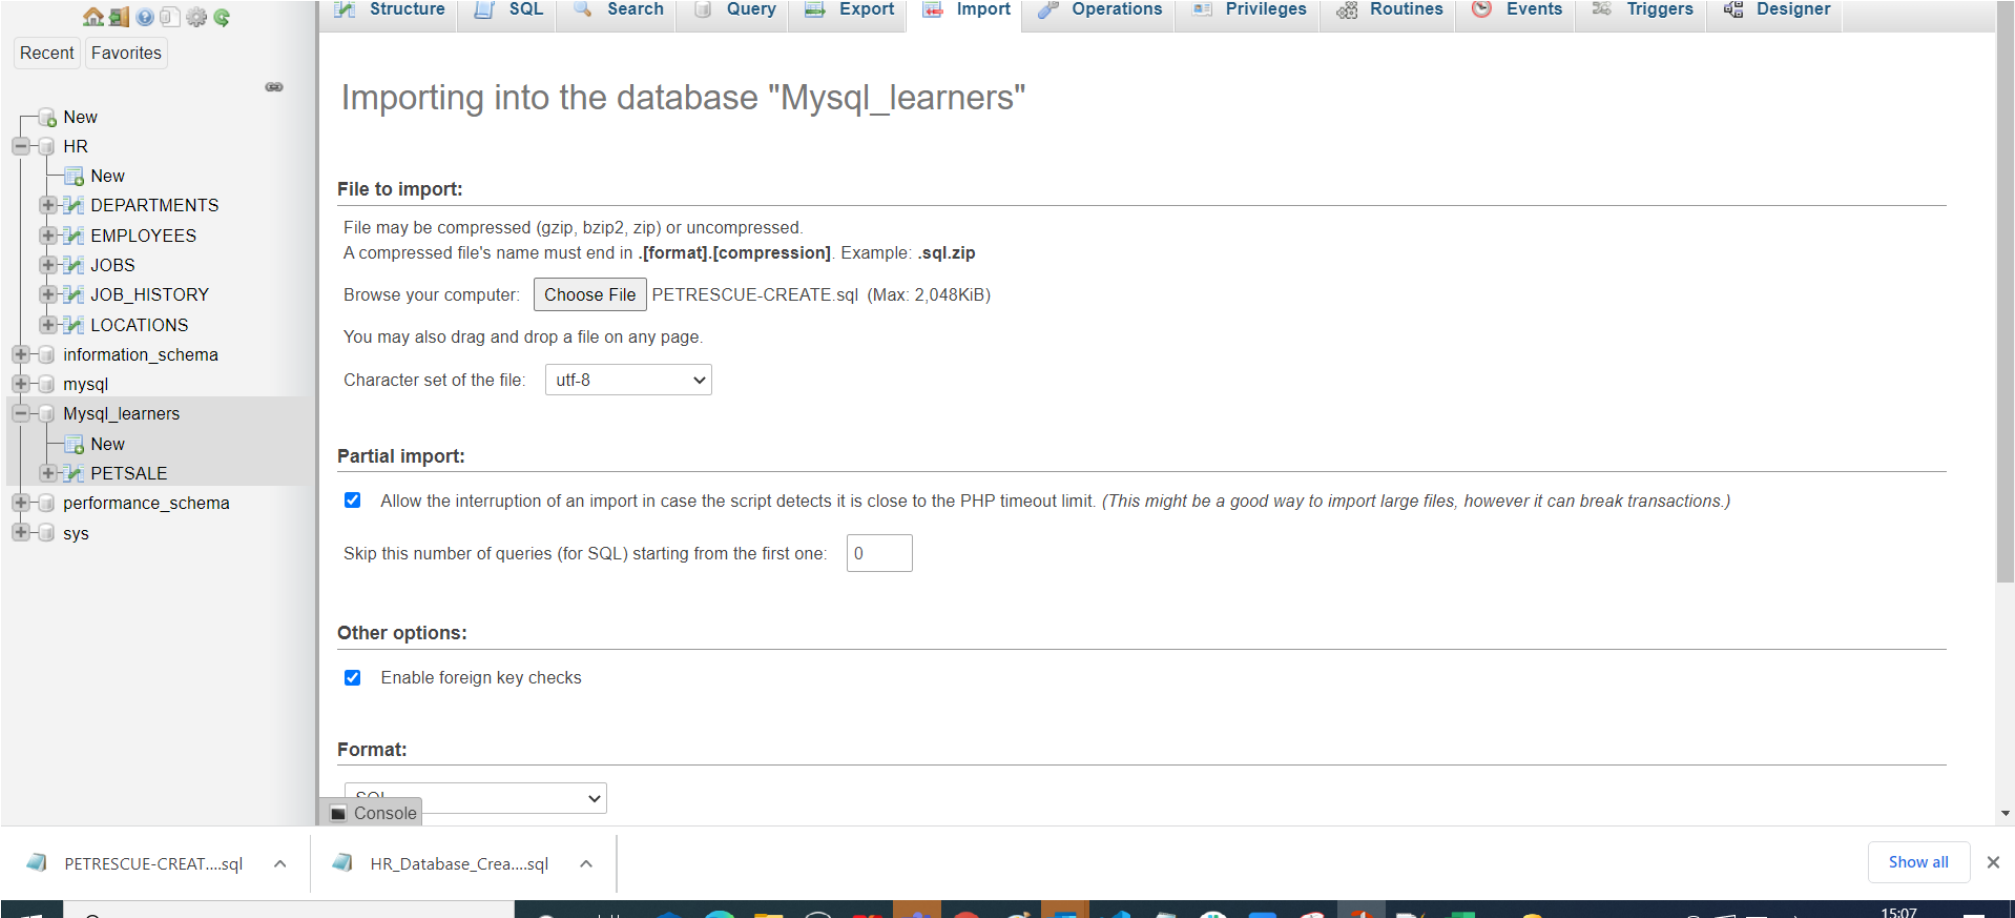 Structure SQL Search Query Export Import Operations Privileges Routines Events Triggers Designer
Recent Favorites
New
HR
New
DEPARTMENTS
EMPLOYEES
JOBS
JOB_HISTORY
LOCATIONS
information_schema
mysql
Mysql_learners
New
PETSALE
performance_schema
sys
Importing into the database "Mysql_learners"
File to import:
File may be compressed (gzip, bzip2, zip) or uncompressed.
A compressed file's name must end in .[format].[compression]. Example: .sql.zip
Browse your computer: Choose File PETRESCUE-CREATE.sql (Max: 2,048KiB)
You may also drag and drop a file on any page.
Character set of the file: utf-8
Partial import:
Allow the interruption of an import in case the script detects it is close to the PHP timeout limit. (This might be a good way to import large files, however it can break transactions.)
Skip this number of queries (for SQL) starting from the first one: 0
Other options:
Enable foreign key checks
Format:
SQL
Console
PETRESCUE-CREAT....sql HR_Database_Crea....sql Show all
15:07